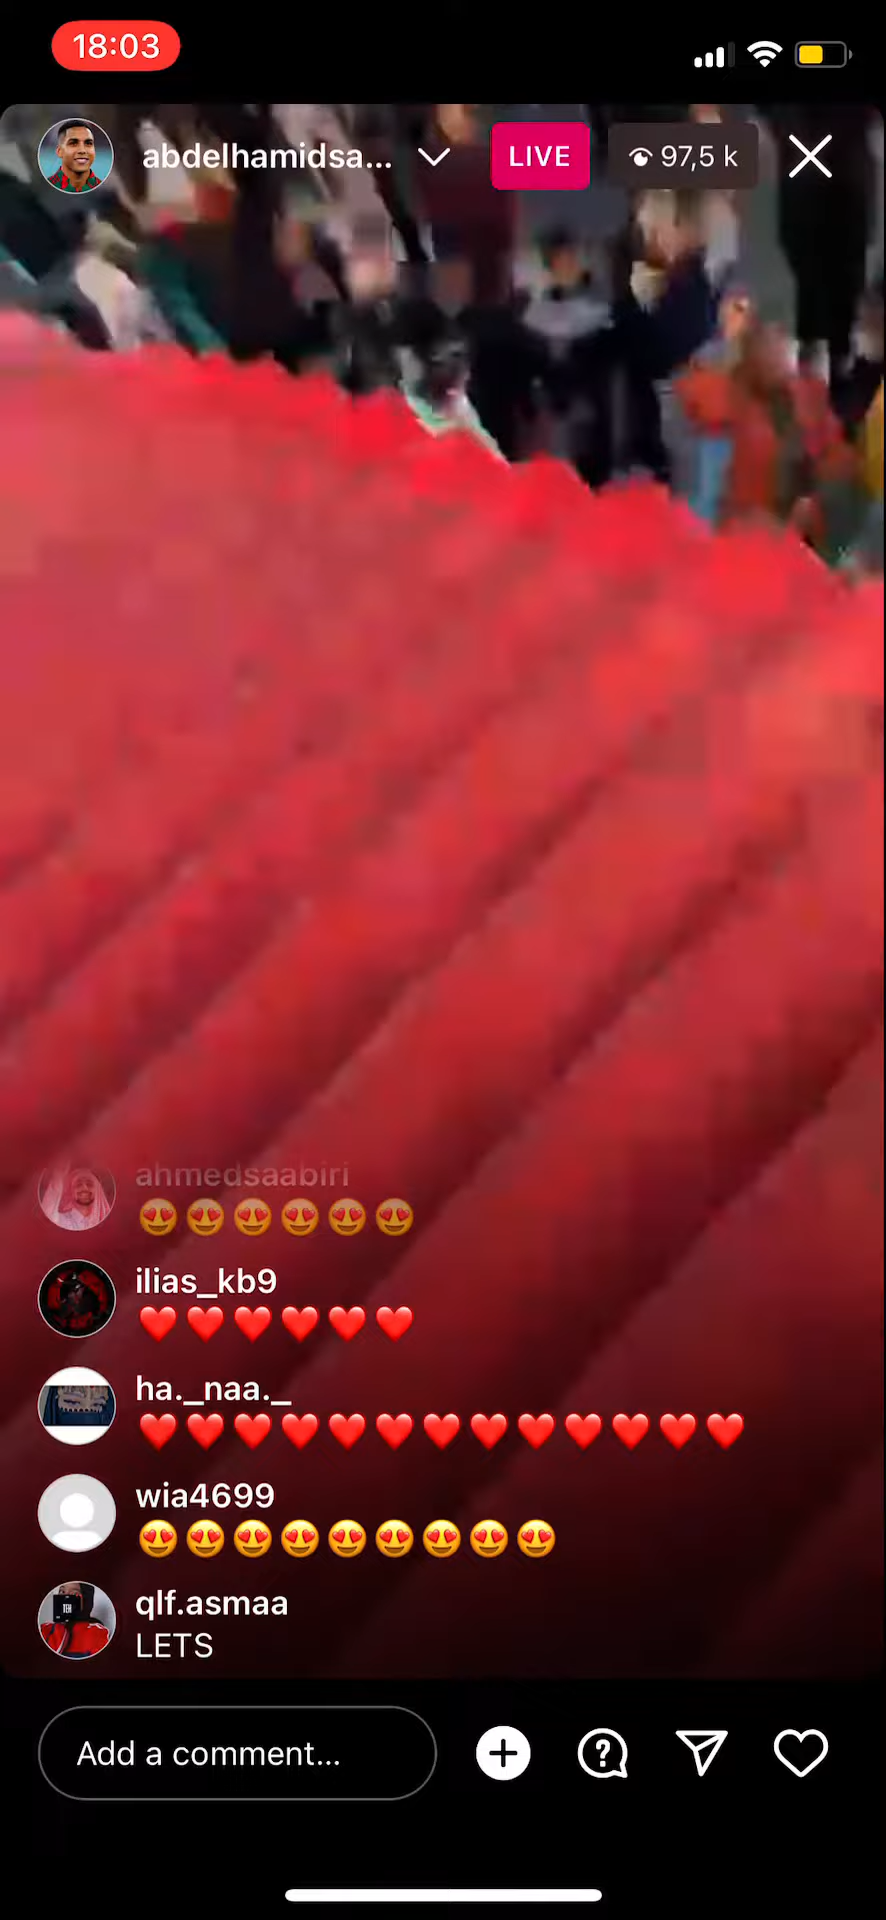 18:03
abdelhamidsa...
LIVE
97,5 k
ahmedsaabiri
😍😍😍😍😍😍
ilias_kb9
❤️❤️❤️❤️❤️❤️
ha._naa._
❤️❤️❤️❤️❤️❤️❤️❤️❤️❤️❤️❤️❤️
wia4699
😍😍😍😍😍😍😍😍😍
qlf.asmaa
LETS
Add a comment...